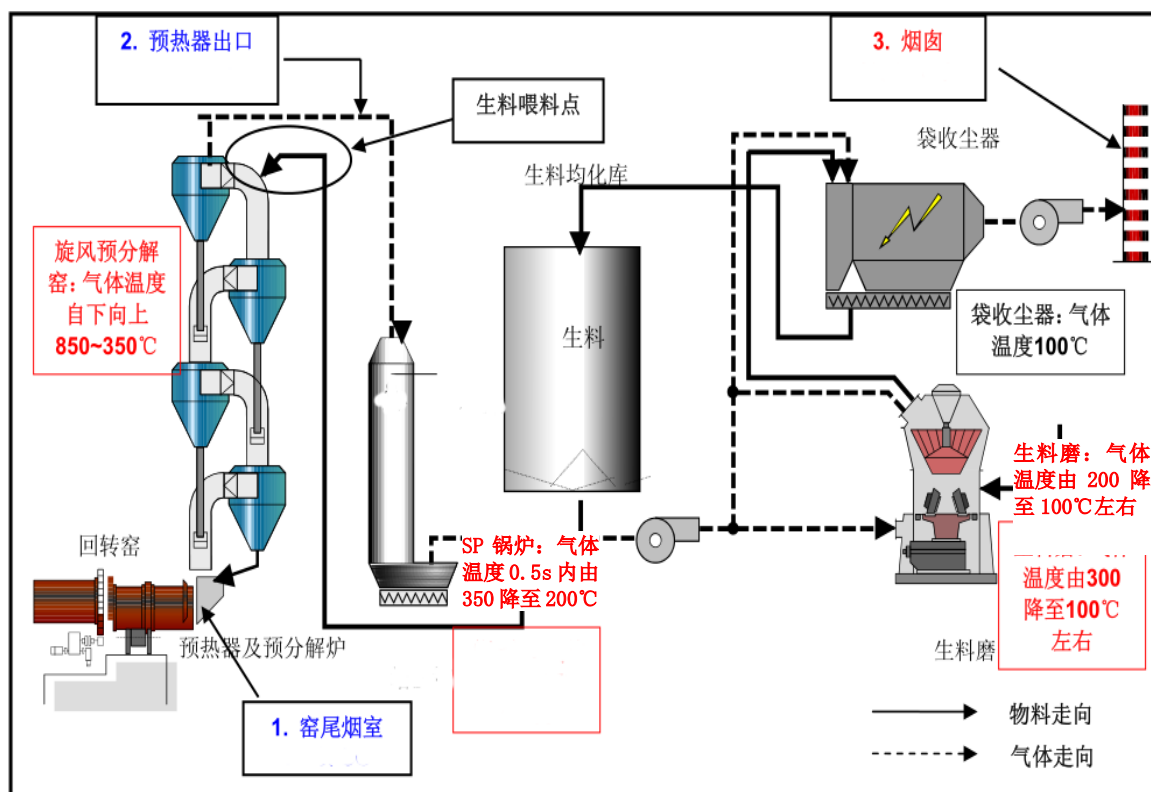 2. 预热器出口
3. 烟囱
生料喂料点
袋收尘器
生料均化库
旋风预分解
窑：气体温度
自下向上
850~350℃
生料
袋收尘器：气体
温度100℃
生料磨：气体
温度由 200 降
至 100℃左右
SP 锅炉：气体
温度 0.5s 内由
350 降至 200℃
温度由300
降至100℃
左右
回转窑
预热器及预分解炉
生料磨
1. 窑尾烟室
物料走向
气体走向